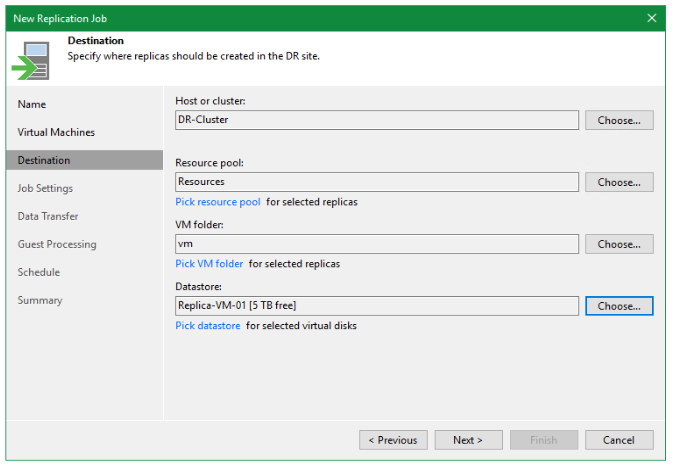 New Replication Job
Destination
Specify where replicas should be created in the DR site.
Name
Virtual Machines
Destination
Job Settings
Data Transfer
Guest Processing
Schedule
Summary
Host or cluster:
DR-Cluster
Choose...
Resource pool:
Resources
Choose...
Pick resource pool for selected replicas
VM folder:
vm
Choose...
Pick VM folder for selected replicas
Datastore:
Replica-VM-01 [5 TB free]
Choose...
Pick datastore for selected virtual disks
< Previous
Next >
Finish
Cancel